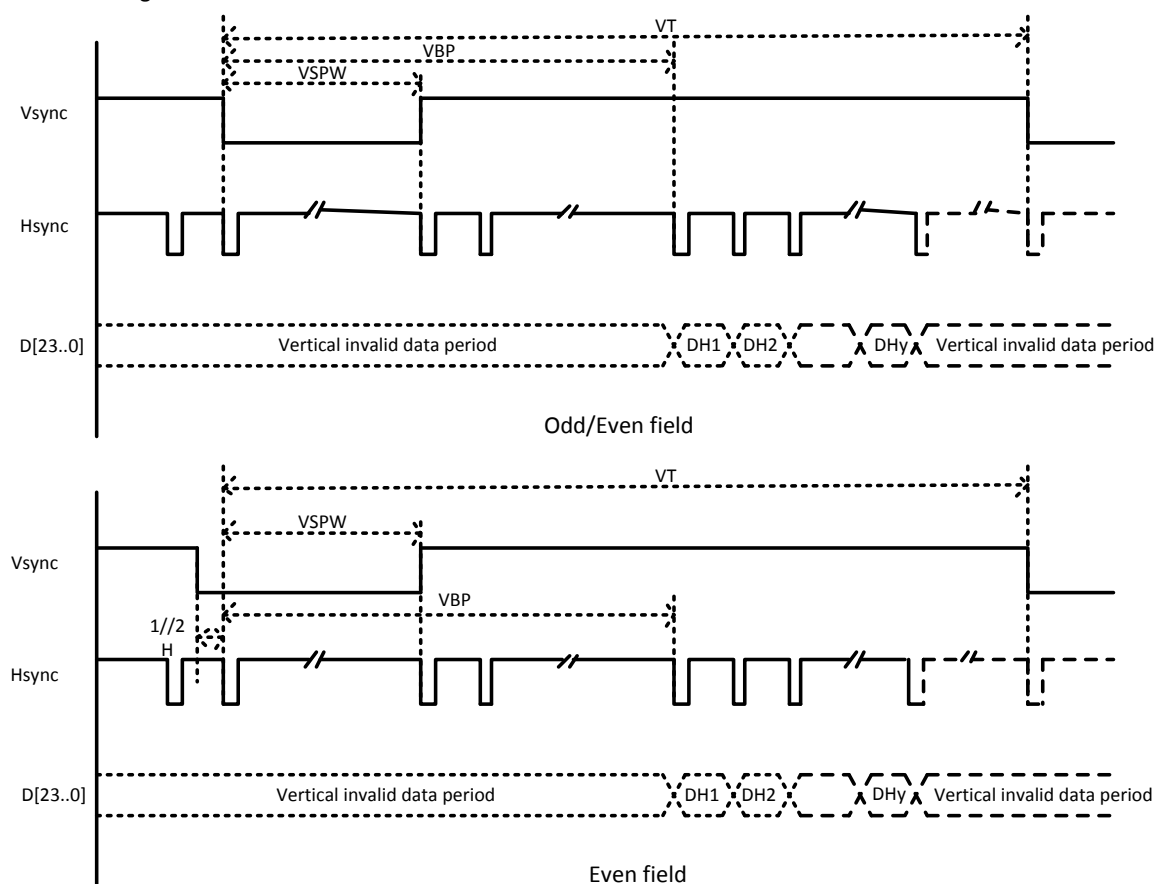 VT
VBP
VSPW
Vsync
Hsync
D[23..0]
Vertical invalid data period
DH1
DH2
DHy
Vertical invalid data period
Odd/Even field
VT
VSPW
Vsync
VBP
1//2
H
Hsync
D[23..0]
Vertical invalid data period
DH1
DH2
DHy
Vertical invalid data period
Even field